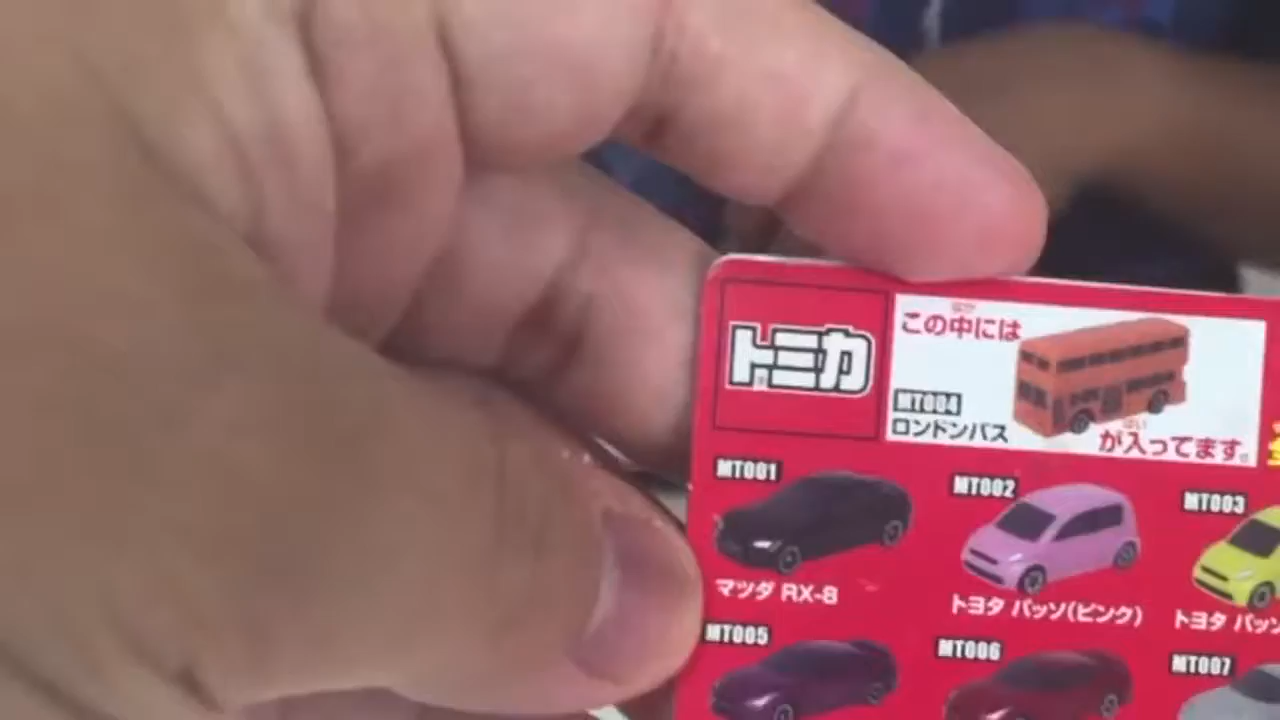 トミカ
この中には
MT004
ロンドンバス
が入ってます。
MT001
MT002
MT003
マツダ RX-8
トヨタ パッソ(ピンク)
トヨタ パッソ
MT005
MT006
MT007